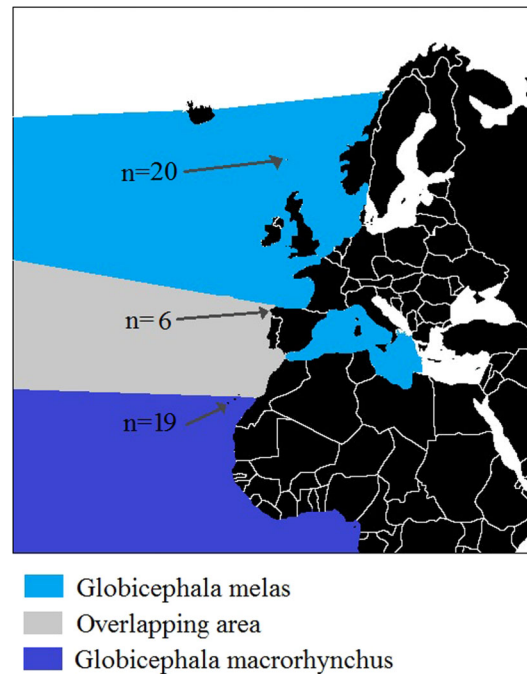 n=20
n=6
n=19
Globicephala melas
Overlapping area
Globicephala macrorhynchus